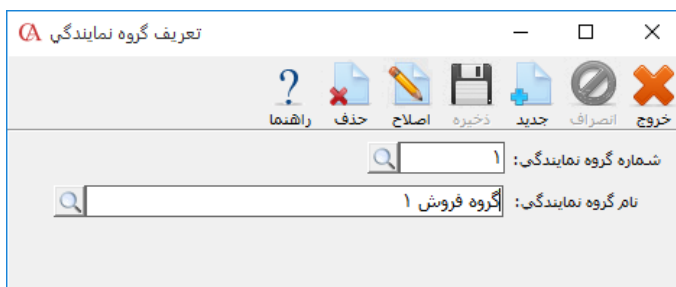 تعریف گروه نمایندگي
خروج انصراف جدید ذخیره اصلاح حذف راهنما
شماره گروه نمایندگی: ۱
نام گروه نمایندگی: گروه فروش ۱